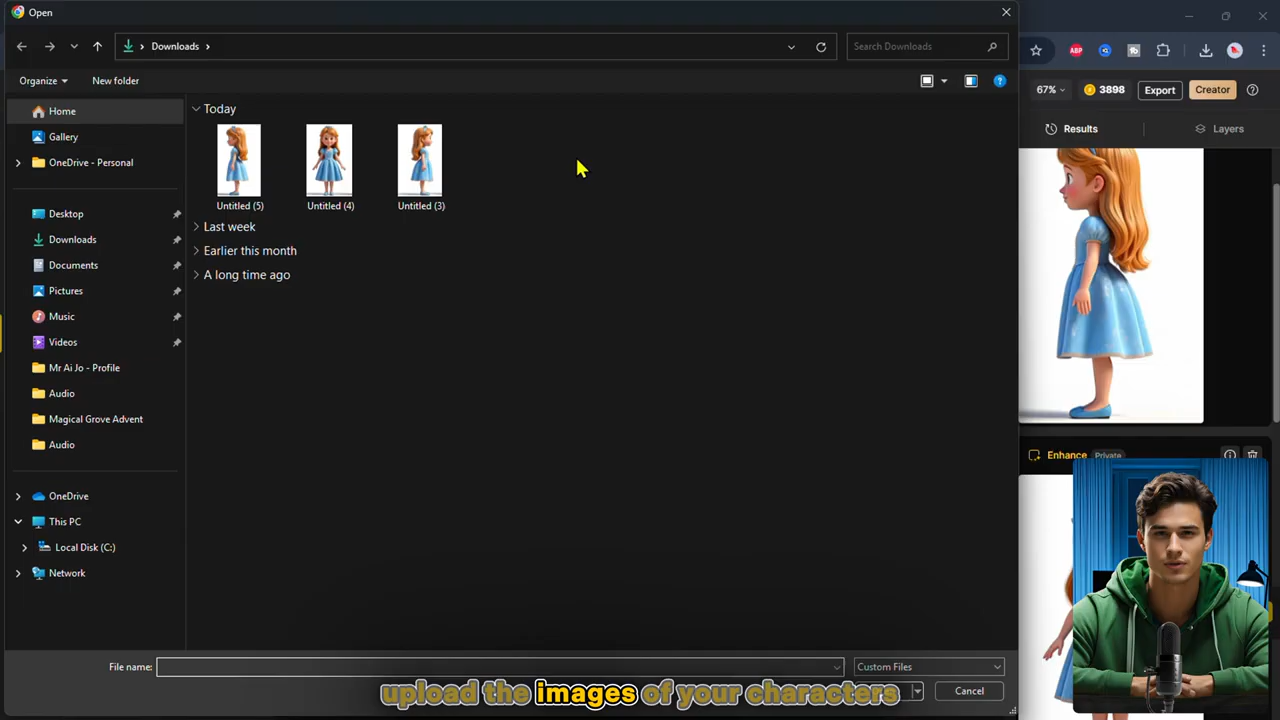 Open
Downloads
Search Downloads
Organize
New folder
Home
Gallery
OneDrive - Personal
Desktop
Downloads
Documents
Pictures
Music
Videos
Mr Ai Jo - Profile
Audio
Magical Grove Advent
Audio
OneDrive
This PC
Local Disk (C:)
Network
Today
Untitled (5)
Untitled (4)
Untitled (3)
Last week
Earlier this month
A long time ago
File name:
Custom Files
Cancel
ABP
67%
3898
Export
Creator
Results
Layers
Enhance
Private
upload the images of your characters